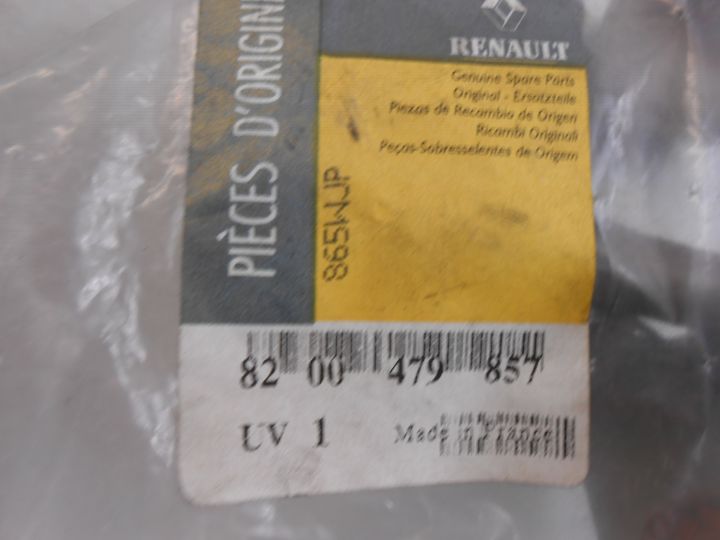 PIÈCES D'ORIGINE
RENAULT
Genuine Spare Parts
Original - Ersatzteile
Piezas de Recambio de Origen
Ricambi Originali
Peças-Sobresselentes de Origem
865WJP
82 00 479 857
UV 1 Made in France